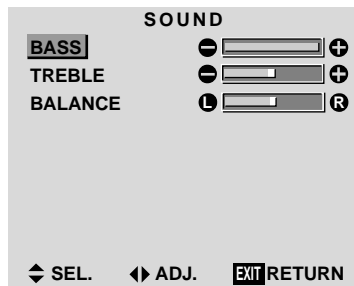 SOUND
BASS
TREBLE
BALANCE L R
SEL. ADJ. EXIT RETURN